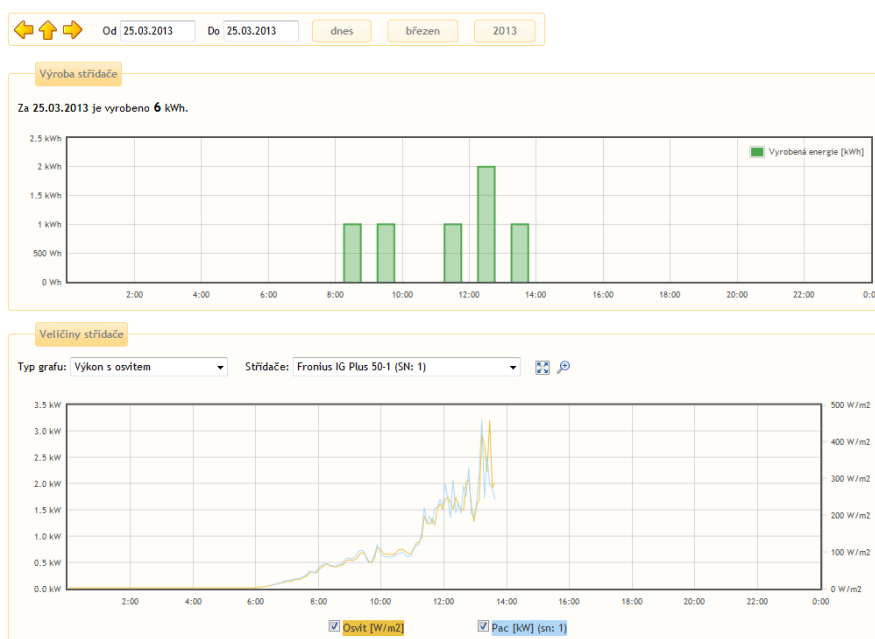 Od 25.03.2013 Do 25.03.2013 dnes březen 2013
Výroba střídače
Za 25.03.2013 je vyrobeno 6 kWh.
2.5 kWh
Vyrobená energie [kWh]
2 kWh
1.5 kWh
1 kWh
500 Wh
0 Wh
2:00 4:00 6:00 8:00 10:00 12:00 14:00 16:00 18:00 20:00 22:00 0:0
Veličiny střídače
Typ grafu: Výkon s osvitem Střídače: Fronius IG Plus 50-1 (SN: 1)
3.5 kW 500 W/m2
3.0 kW 400 W/m2
2.5 kW 300 W/m2
2.0 kW
1.5 kW 200 W/m2
1.0 kW 100 W/m2
0.5 kW
0.0 kW 0 W/m2
2:00 4:00 6:00 8:00 10:00 12:00 14:00 16:00 18:00 20:00 22:00 0:00
Osvit [W/m2] Pac [kW] (sn: 1)